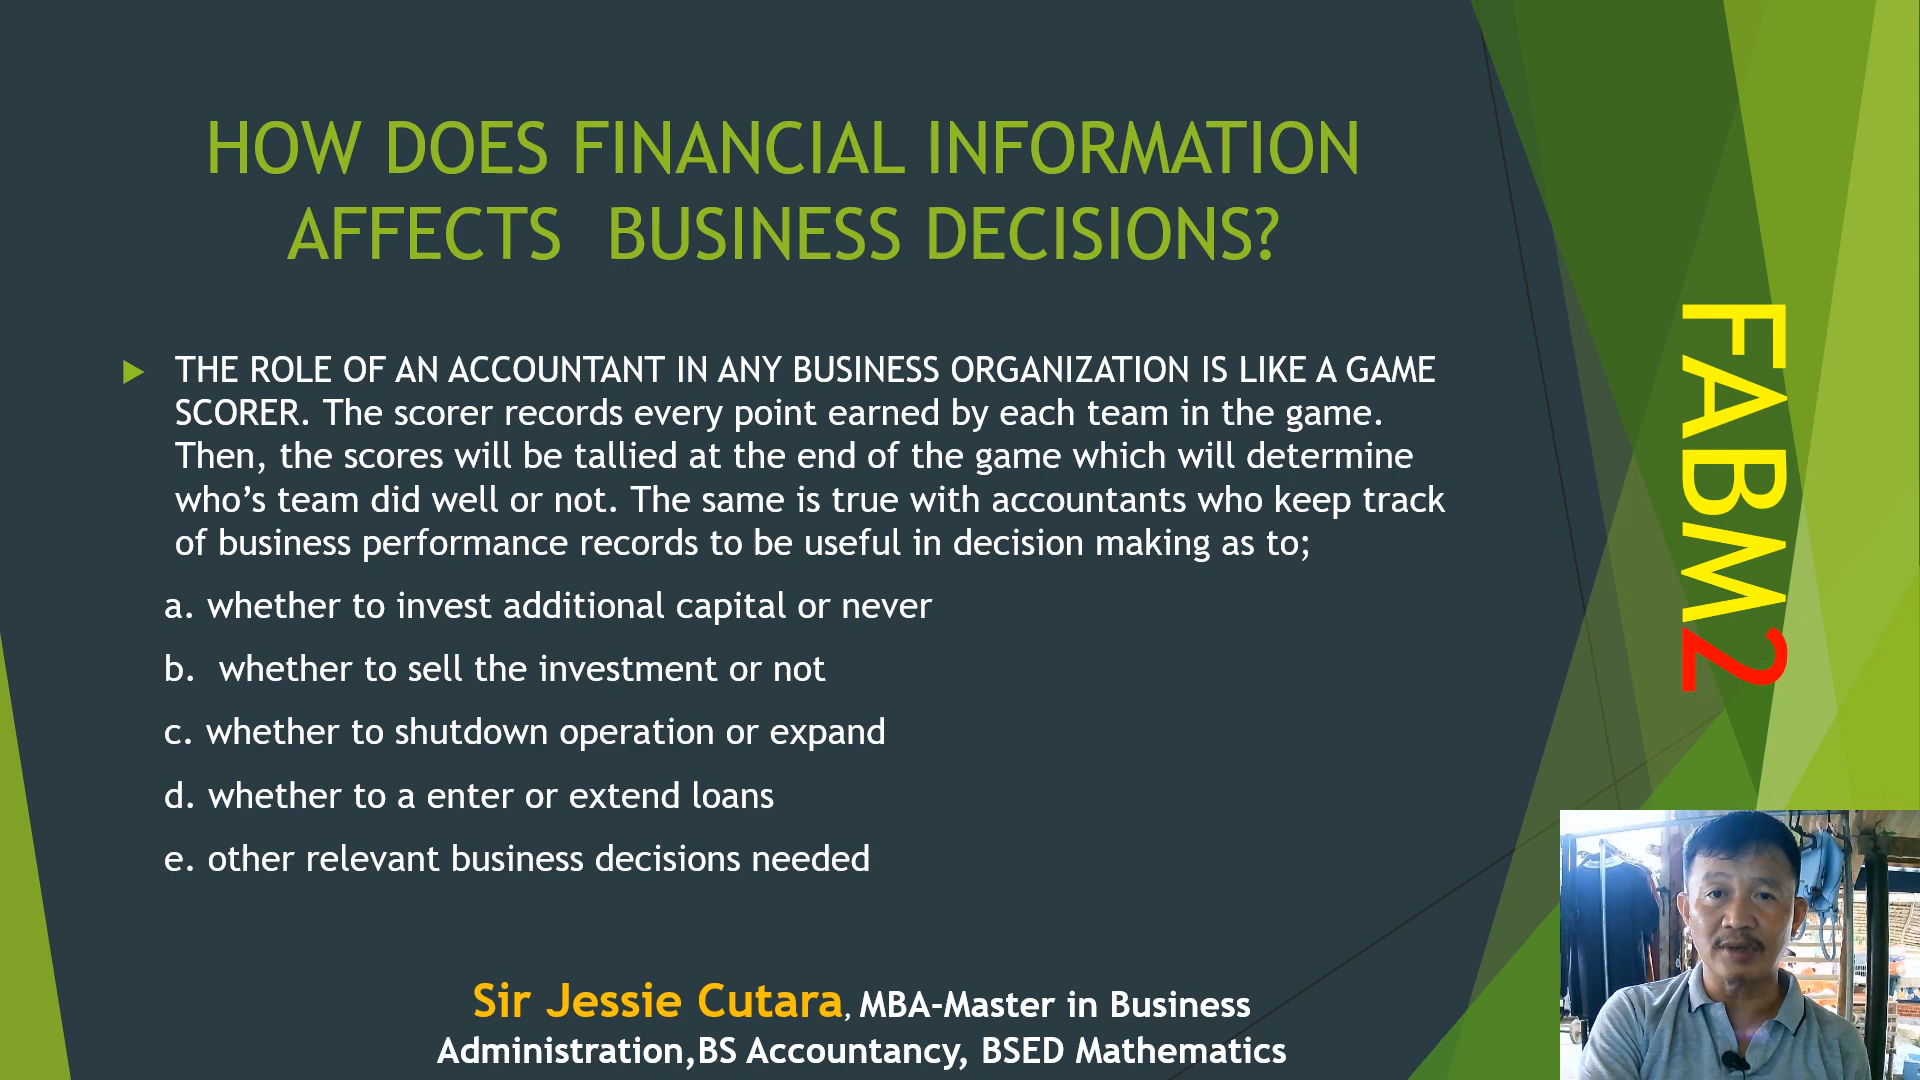 HOW DOES FINANCIAL INFORMATION
AFFECTS  BUSINESS DECISIONS?
THE ROLE OF AN ACCOUNTANT IN ANY BUSINESS ORGANIZATION IS LIKE A GAME
SCORER. The scorer records every point earned by each team in the game.
Then, the scores will be tallied at the end of the game which will determine
who’s team did well or not. The same is true with accountants who keep track
of business performance records to be useful in decision making as to;
a. whether to invest additional capital or never
b.  whether to sell the investment or not
c. whether to shutdown operation or expand
d. whether to a enter or extend loans
e. other relevant business decisions needed
Sir Jessie Cutara, MBA-Master in Business
Administration,BS Accountancy, BSED Mathematics
FABM2